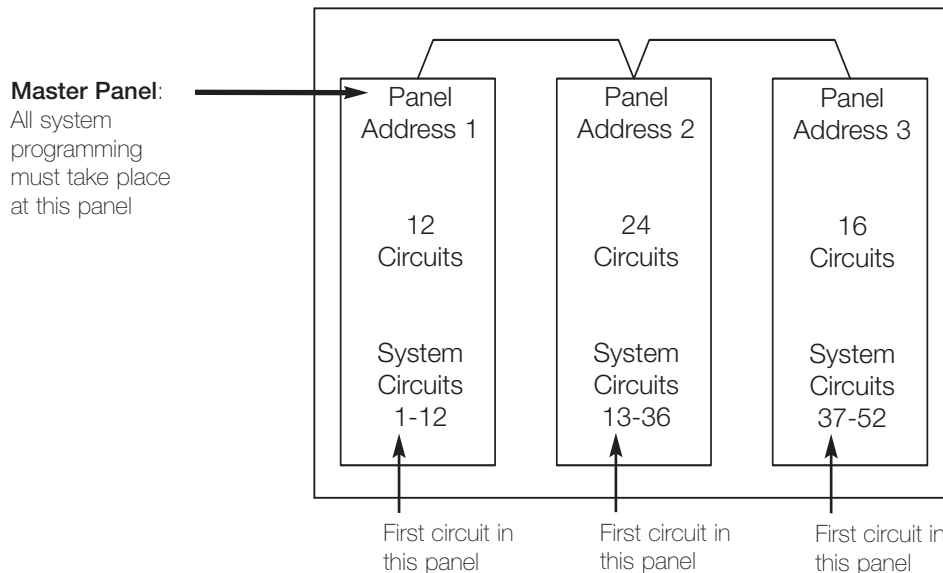 Master Panel:
All system
programming
must take place
at this panel
Panel
Address 1
12
Circuits
System
Circuits
1-12
Panel
Address 2
24
Circuits
System
Circuits
13-36
Panel
Address 3
16
Circuits
System
Circuits
37-52
First circuit in
this panel
First circuit in
this panel
First circuit in
this panel